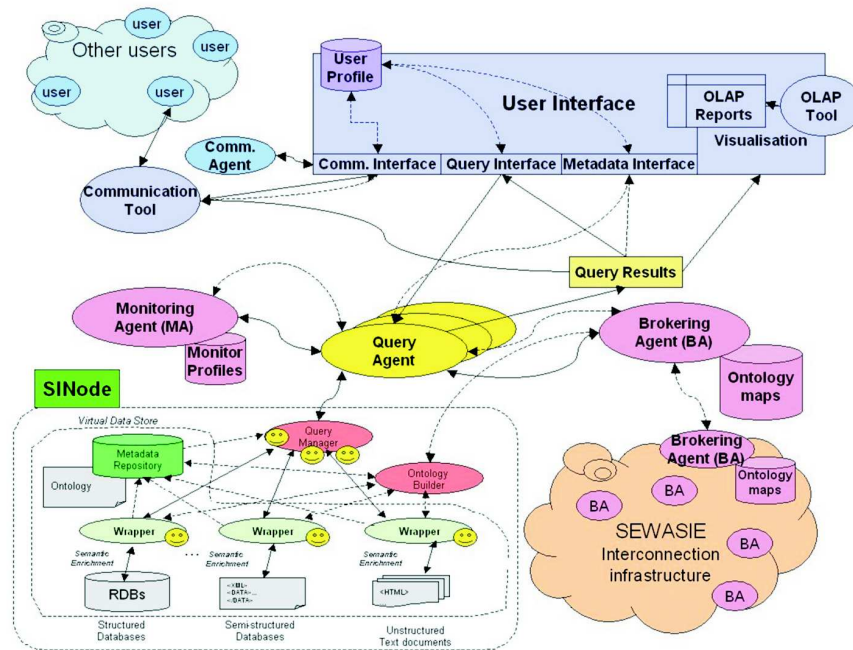 user
Other users
user
user
user
User
Profile
User Interface
OLAP
Reports
OLAP
Tool
Visualisation
Comm.
Agent
Comm. Interface
Query Interface
Metadata Interface
Communication
Tool
Query Results
Monitoring
Agent (MA)
Monitor
Profiles
Query
Agent
Brokering
Agent (BA)
Ontology
maps
SINode
Virtual Data Store
Query
Manager
Metadata
Repository
Ontology
Ontology
Builder
Brokering
Agent (BA)
Ontology
maps
BA
BA
SEWASIE
Interconnection
infrastructure
BA
BA
Wrapper
Wrapper
Wrapper
Semantic
Enrichment
...
Semantic
Enrichment
Semantic
Enrichment
RDBs
<XML>
<DATA>...
</DATA>
<HTML>
Structured
Databases
Semi-structured
Databases
Unstructured
Text documents